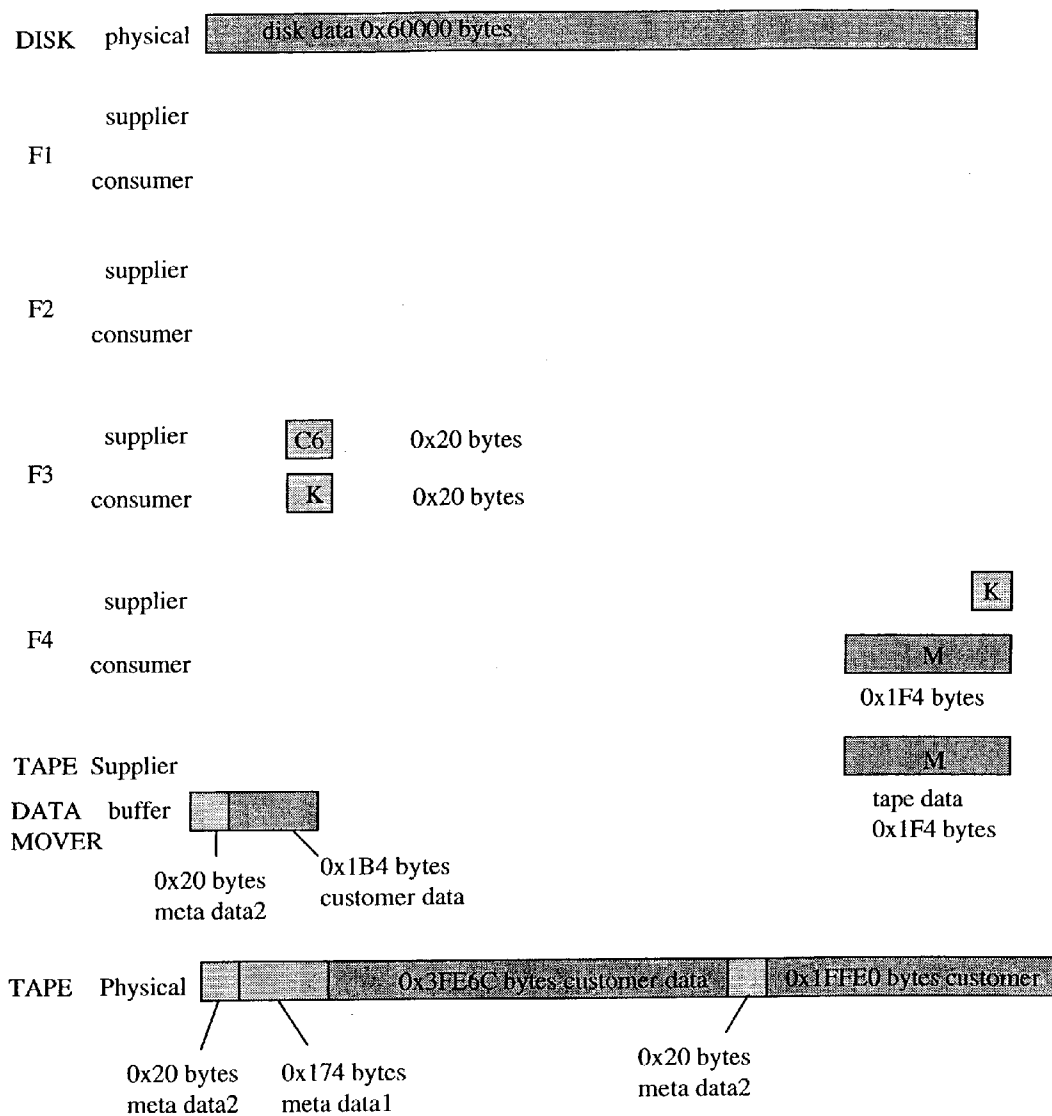 DISK physical disk data 0x60000 bytes
supplier
F1
consumer
supplier
F2
consumer
supplier C6 0x20 bytes
F3
consumer K 0x20 bytes
supplier K
F4
consumer M
0x1F4 bytes
TAPE Supplier M
DATA buffer tape data
MOVER 0x1F4 bytes
0x20 bytes 0x1B4 bytes
meta data2 customer data
TAPE Physical 0x3FE6C bytes customer data 0x1FFE0 bytes customer
0x20 bytes 0x174 bytes 0x20 bytes
meta data2 meta data1 meta data2